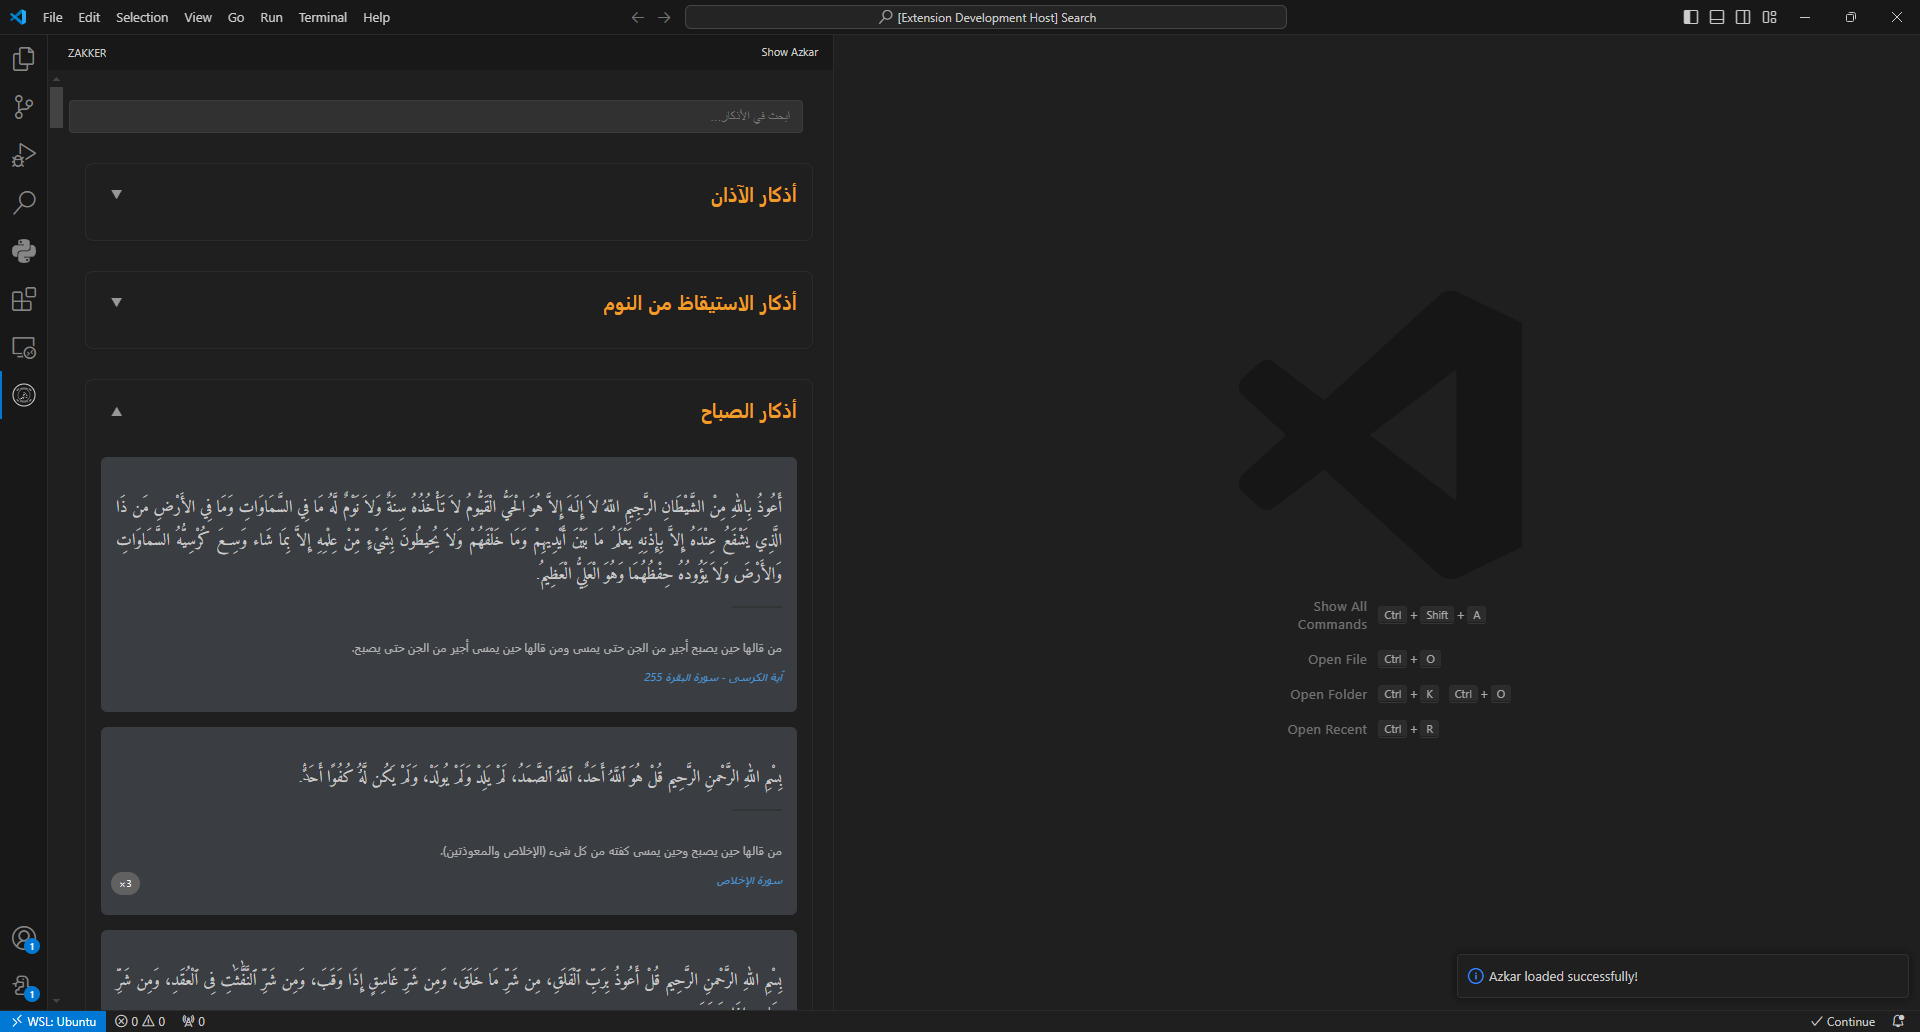 File Edit Selection View Go Run Terminal Help
[Extension Development Host] Search
ZAKKER
Show Azkar
ابحث في الأذكار...
أذكار الآذان
أذكار الاستيقاظ من النوم
أذكار الصباح
أَعُوذُ بِاللهِ مِنْ الشَّيْطَانِ الرَّجِيمِ اللّهُ لاَ إِلَـهَ إِلاَّ هُوَ الْحَيُّ الْقَيُّومُ لاَ تَأْخُذُهُ سِنَةٌ وَلاَ نَوْمٌ لَّهُ مَا فِي السَّمَاوَاتِ وَمَا فِي الأَرْضِ مَن ذَا
الَّذِي يَشْفَعُ عِنْدَهُ إِلاَّ بِإِذْنِهِ يَعْلَمُ مَا بَيْنَ أَيْدِيهِمْ وَمَا خَلْفَهُمْ وَلاَ يُحِيطُونَ بِشَيْءٍ مِّنْ عِلْمِهِ إِلاَّ بِمَا شَاء وَسِعَ كُرْسِيُّهُ السَّمَاوَاتِ
وَالأَرْضَ وَلاَ يَؤُودُهُ حِفْظُهُمَا وَهُوَ الْعَلِيُّ الْعَظِيمُ.
من قالها حين يصبح أجير من الجن حتى يمسى ومن قالها حين يمسى أجير من الجن حتى يصبح.
آية الكرسى - سورة البقرة 255
بِسْمِ اللهِ الرَّحْمنِ الرَّحِيم قُلْ هُوَ ٱللَّهُ أَحَدٌ، ٱللَّهُ ٱلصَّمَدُ، لَمْ يَلِدْ وَلَمْ يُولَدْ، وَلَمْ يَكُن لَّهُۥ كُفُوًا أَحَدٌۢ.
من قالها حين يصبح وحين يمسى كفته من كل شىء (الإخلاص والمعوذتين).
×3
سورة الإخلاص
بِسْمِ اللهِ الرَّحْمنِ الرَّحِيم قُلْ أَعُوذُ بِرَبِّ ٱلْفَلَقِ، مِن شَرِّ مَا خَلَقَ، وَمِن شَرِّ غَاسِقٍ إِذَا وَقَبَ، وَمِن شَرِّ ٱلنَّفَّٰثَٰتِ فِى ٱلْعُقَدِ، وَمِن شَرِّ
Show All Commands Ctrl + Shift + A
Open File Ctrl + O
Open Folder Ctrl + K Ctrl + O
Open Recent Ctrl + R
1
Azkar loaded successfully!
1
WSL: Ubuntu 0 0 0 Continue